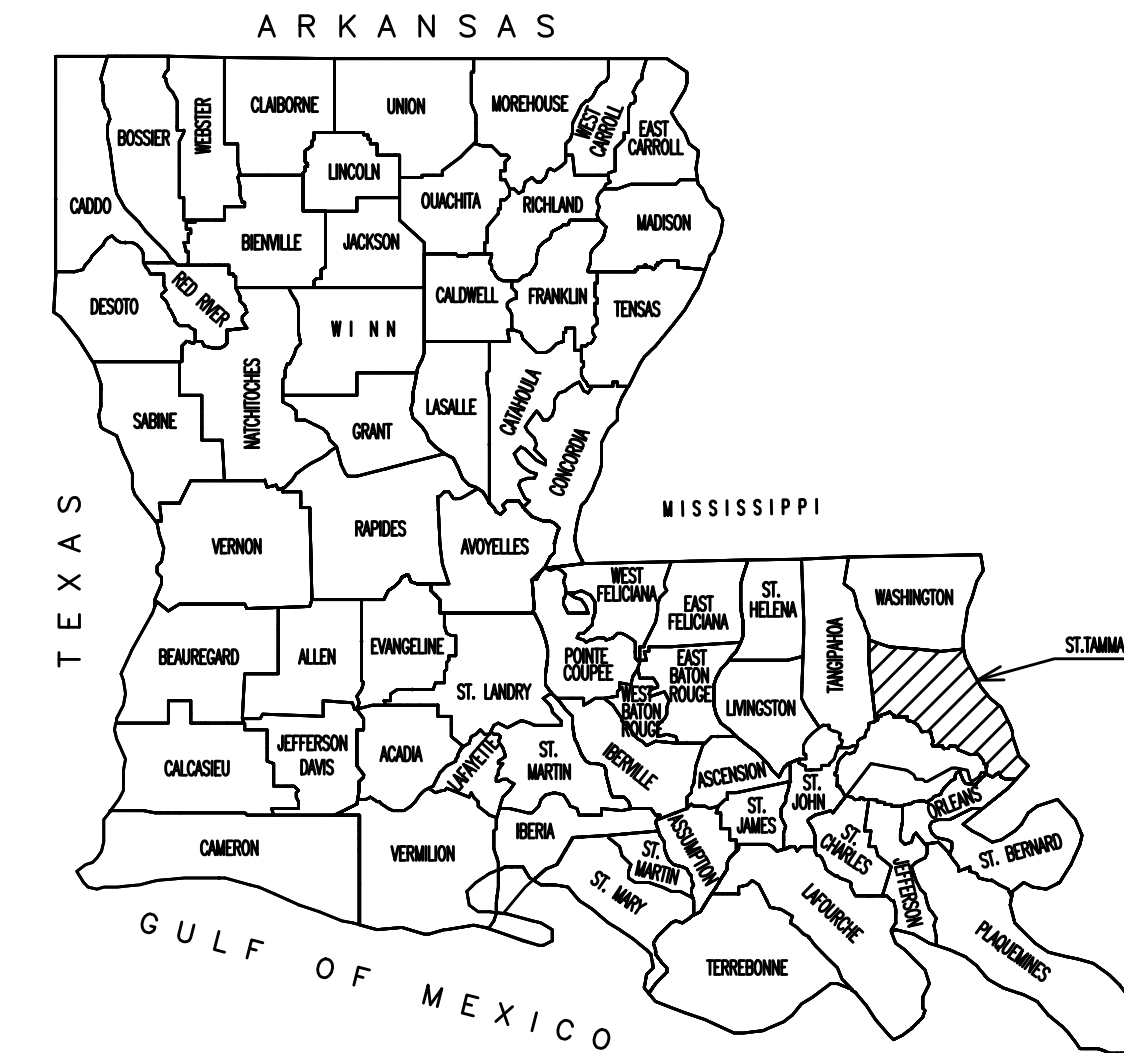 ARKANSAS
CLAIBORNE
UNION
MOREHOUSE
WEST
CARROLL
EAST
CARROLL
WEBSTER
BOSSIER
LINCOLN
CADDO
OUACHITA
RICHLAND
MADISON
BIENVILLE
JACKSON
RED RIVER
DESOTO
CALDWELL
FRANKLIN
TENSAS
WINN
NATCHITOCHES
SABINE
GRANT
LASALLE
CATAHOULA
CONCORDIA
TEXAS
MISSISSIPPI
VERNON
RAPIDES
AVOYELLES
WEST
FELICIANA
EAST
FELICIANA
ST.
HELENA
WASHINGTON
TANGIPAHOA
ST.TAMMA
BEAUREGARD
ALLEN
EVANGELINE
POINTE
COUPEE
EAST
BATON
ROUGE
ST. LANDRY
WEST
BATON
ROUGE
LIVINGSTON
CALCASIEU
JEFFERSON
DAVIS
ACADIA
LAFAYETTE
ST.
MARTIN
IBERVILLE
ASCENSION
ST.
JOHN
ORLEANS
ST.
JAMES
CAMERON
VERMILION
IBERIA
ASSUMPTION
ST.
MARTIN
ST.
CHARLES
ST. BERNARD
JEFFERSON
ST. MARY
LAFOURCHE
PLAQUEMINES
TERREBONNE
GULF OF MEXICO